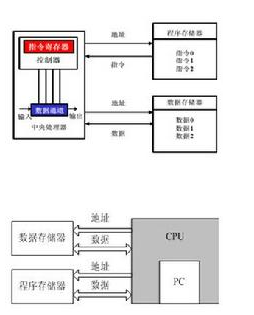 指令寄存器
控制器
数据通道
输入
输出
中央处理器
地址
指令
程序存储器
指令0
指令1
指令2
地址
数据
数据存储器
数据0
数据1
数据2
数据存储器
地址
数据
程序存储器
地址
数据
CPU
PC